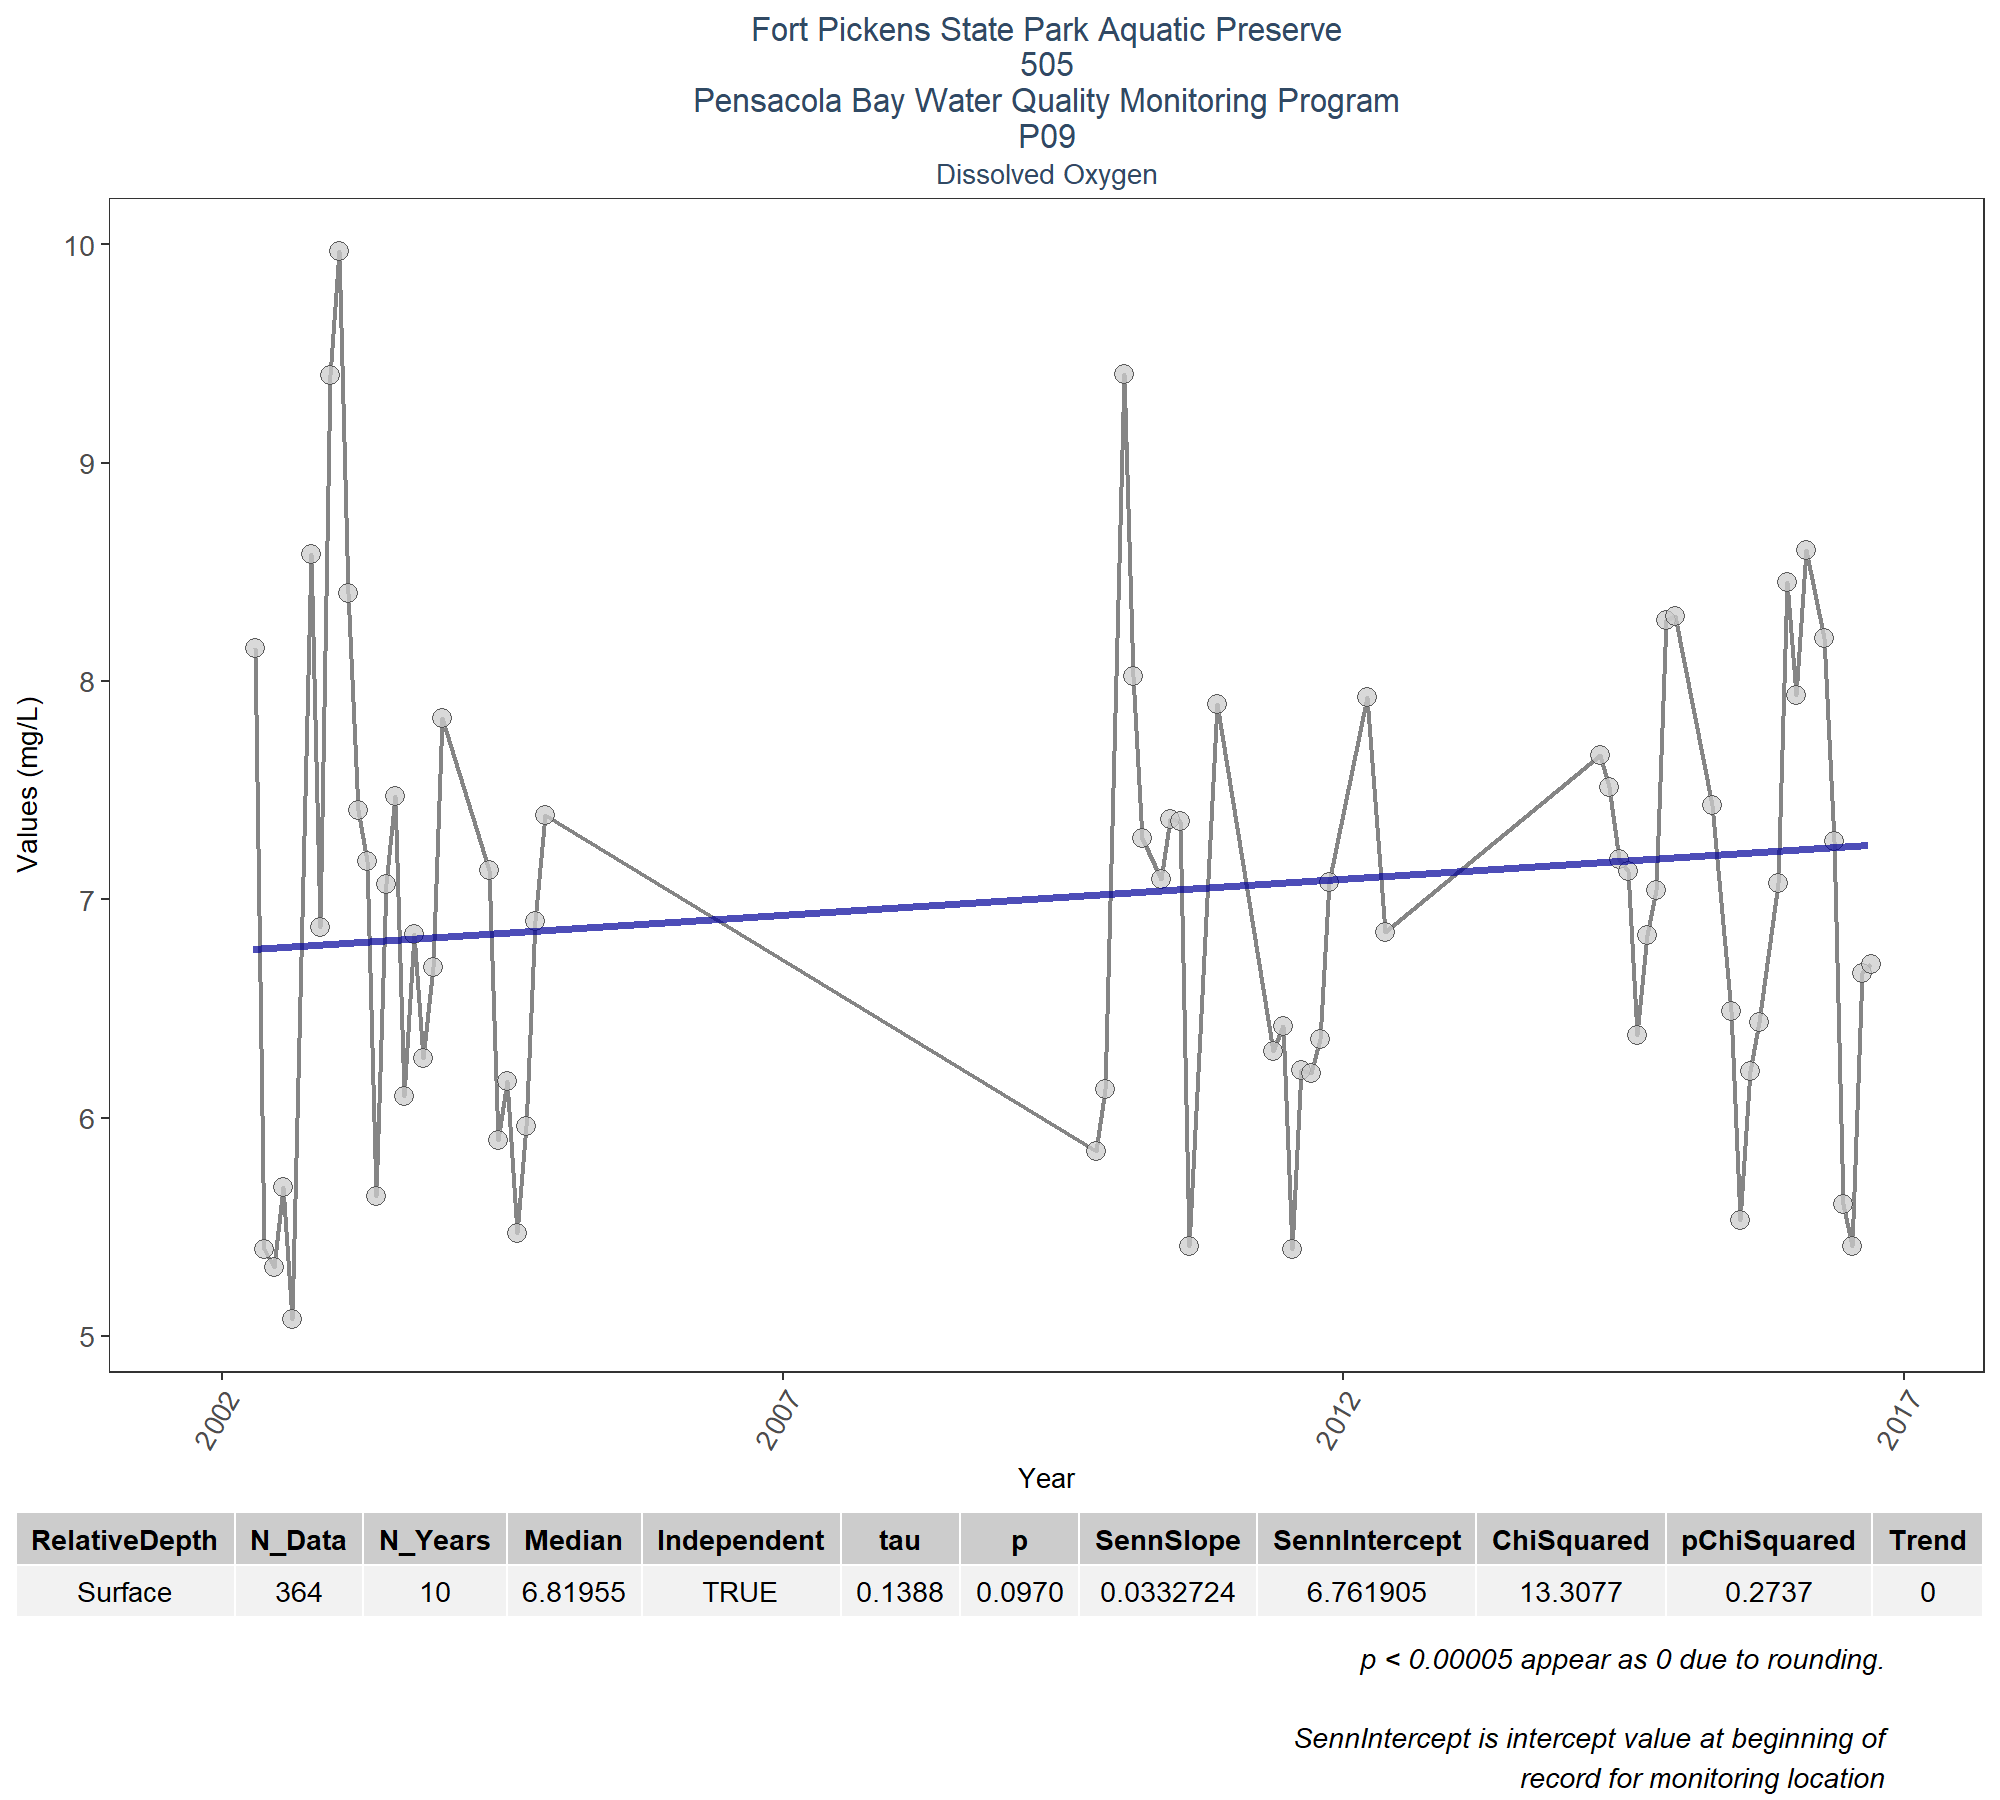 Fort Pickens State Park Aquatic Preserve
505
Pensacola Bay Water Quality Monitoring Program
P09
Dissolved Oxygen
10
9
8
7
6
5
Values (mg/L)
2002 2007 2012 2017
Year
RelativeDepth N_Data N_Years Median Independent tau p SennSlope SennIntercept ChiSquared pChiSquared Trend
Surface 364 10 6.81955 TRUE 0.1388 0.0970 0.0332724 6.761905 13.3077 0.2737 0
p < 0.00005 appear as 0 due to rounding.
SennIntercept is intercept value at beginning of
record for monitoring location